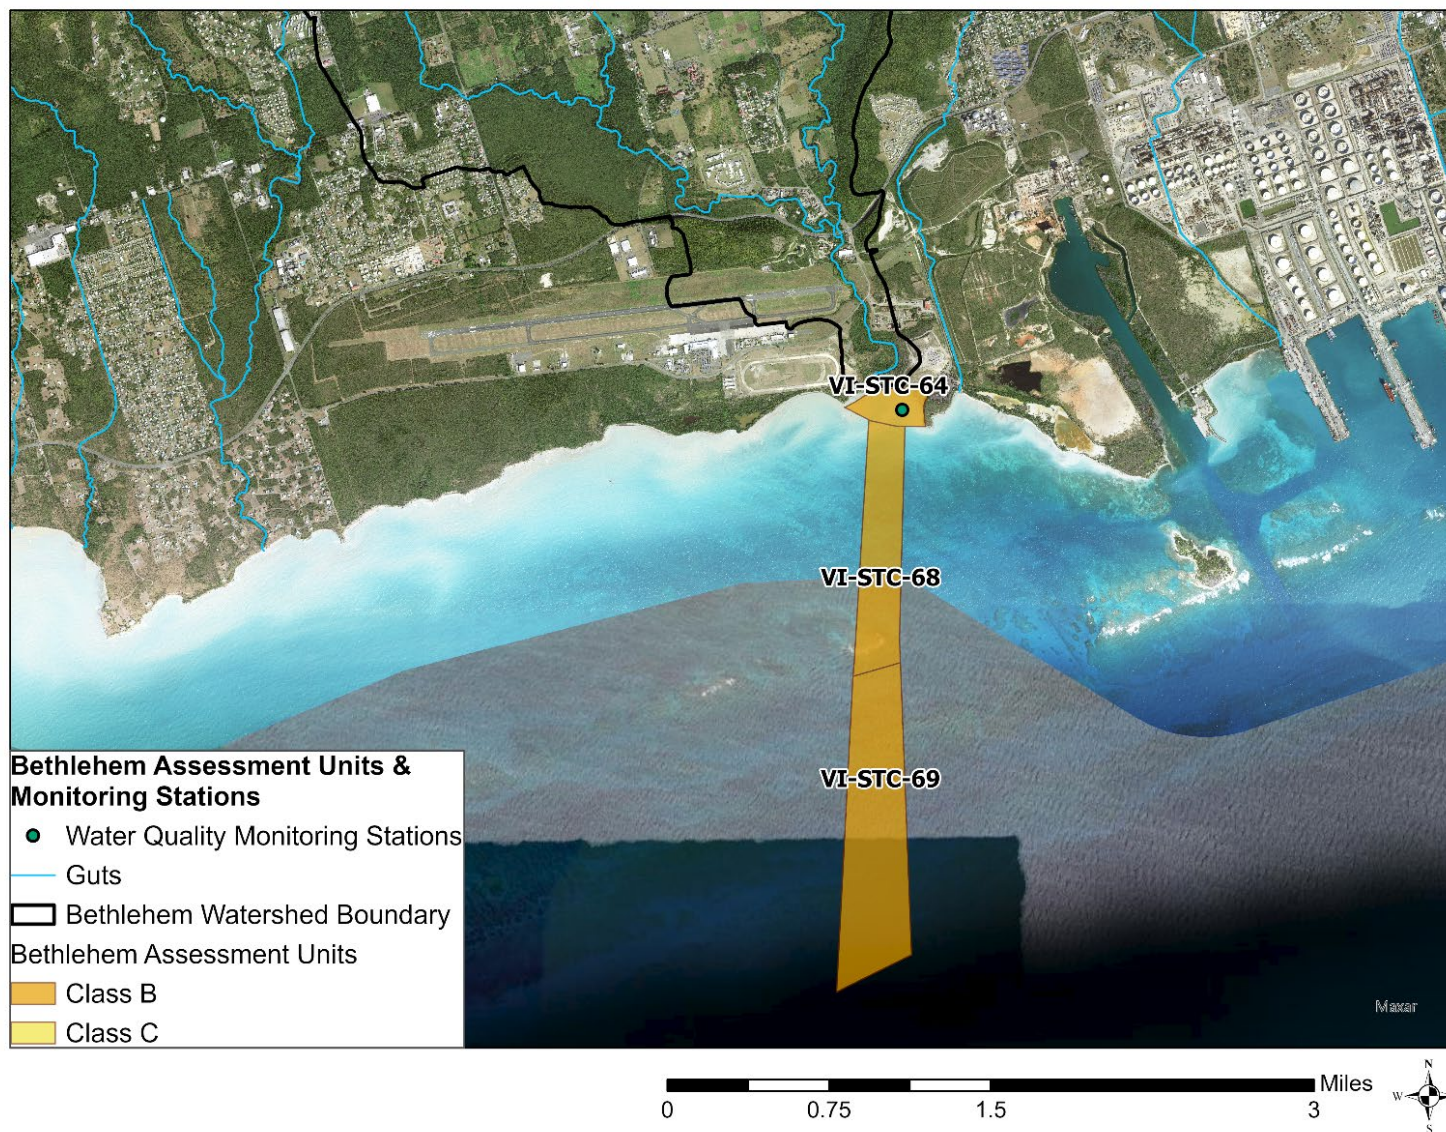 VI-STC-64
VI-STC-68
VI-STC-69
Bethlehem Assessment Units &
Monitoring Stations
Water Quality Monitoring Stations
Guts
Bethlehem Watershed Boundary
Bethlehem Assessment Units
Class B
Class C
Maxar
Miles
0 0.75 1.5 3
N
W
S